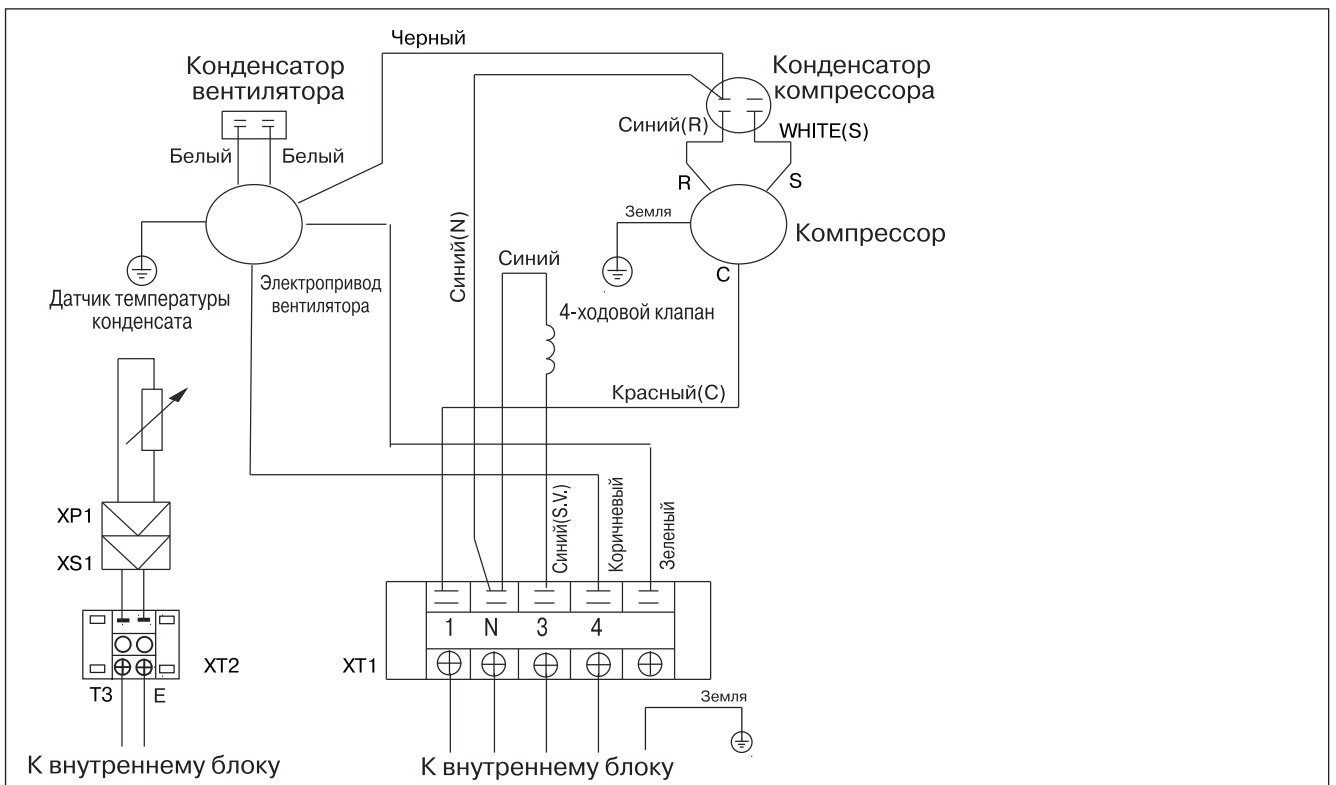 Черный
Конденсатор
вентилятора
Конденсатор
компрессора
Синий(R)
WHITE(S)
Белый
Белый
R
S
Земля
Компрессор
C
Синий(N)
Синий
Электропривод
вентилятора
Датчик температуры
конденсата
4-ходовой клапан
Красный(C)
XP1
XS1
Синий(S.V.)
Коричневый
Зеленый
1 N 3 4
XT2
XT1
T3 E
Земля
К внутреннему блоку
К внутреннему блоку